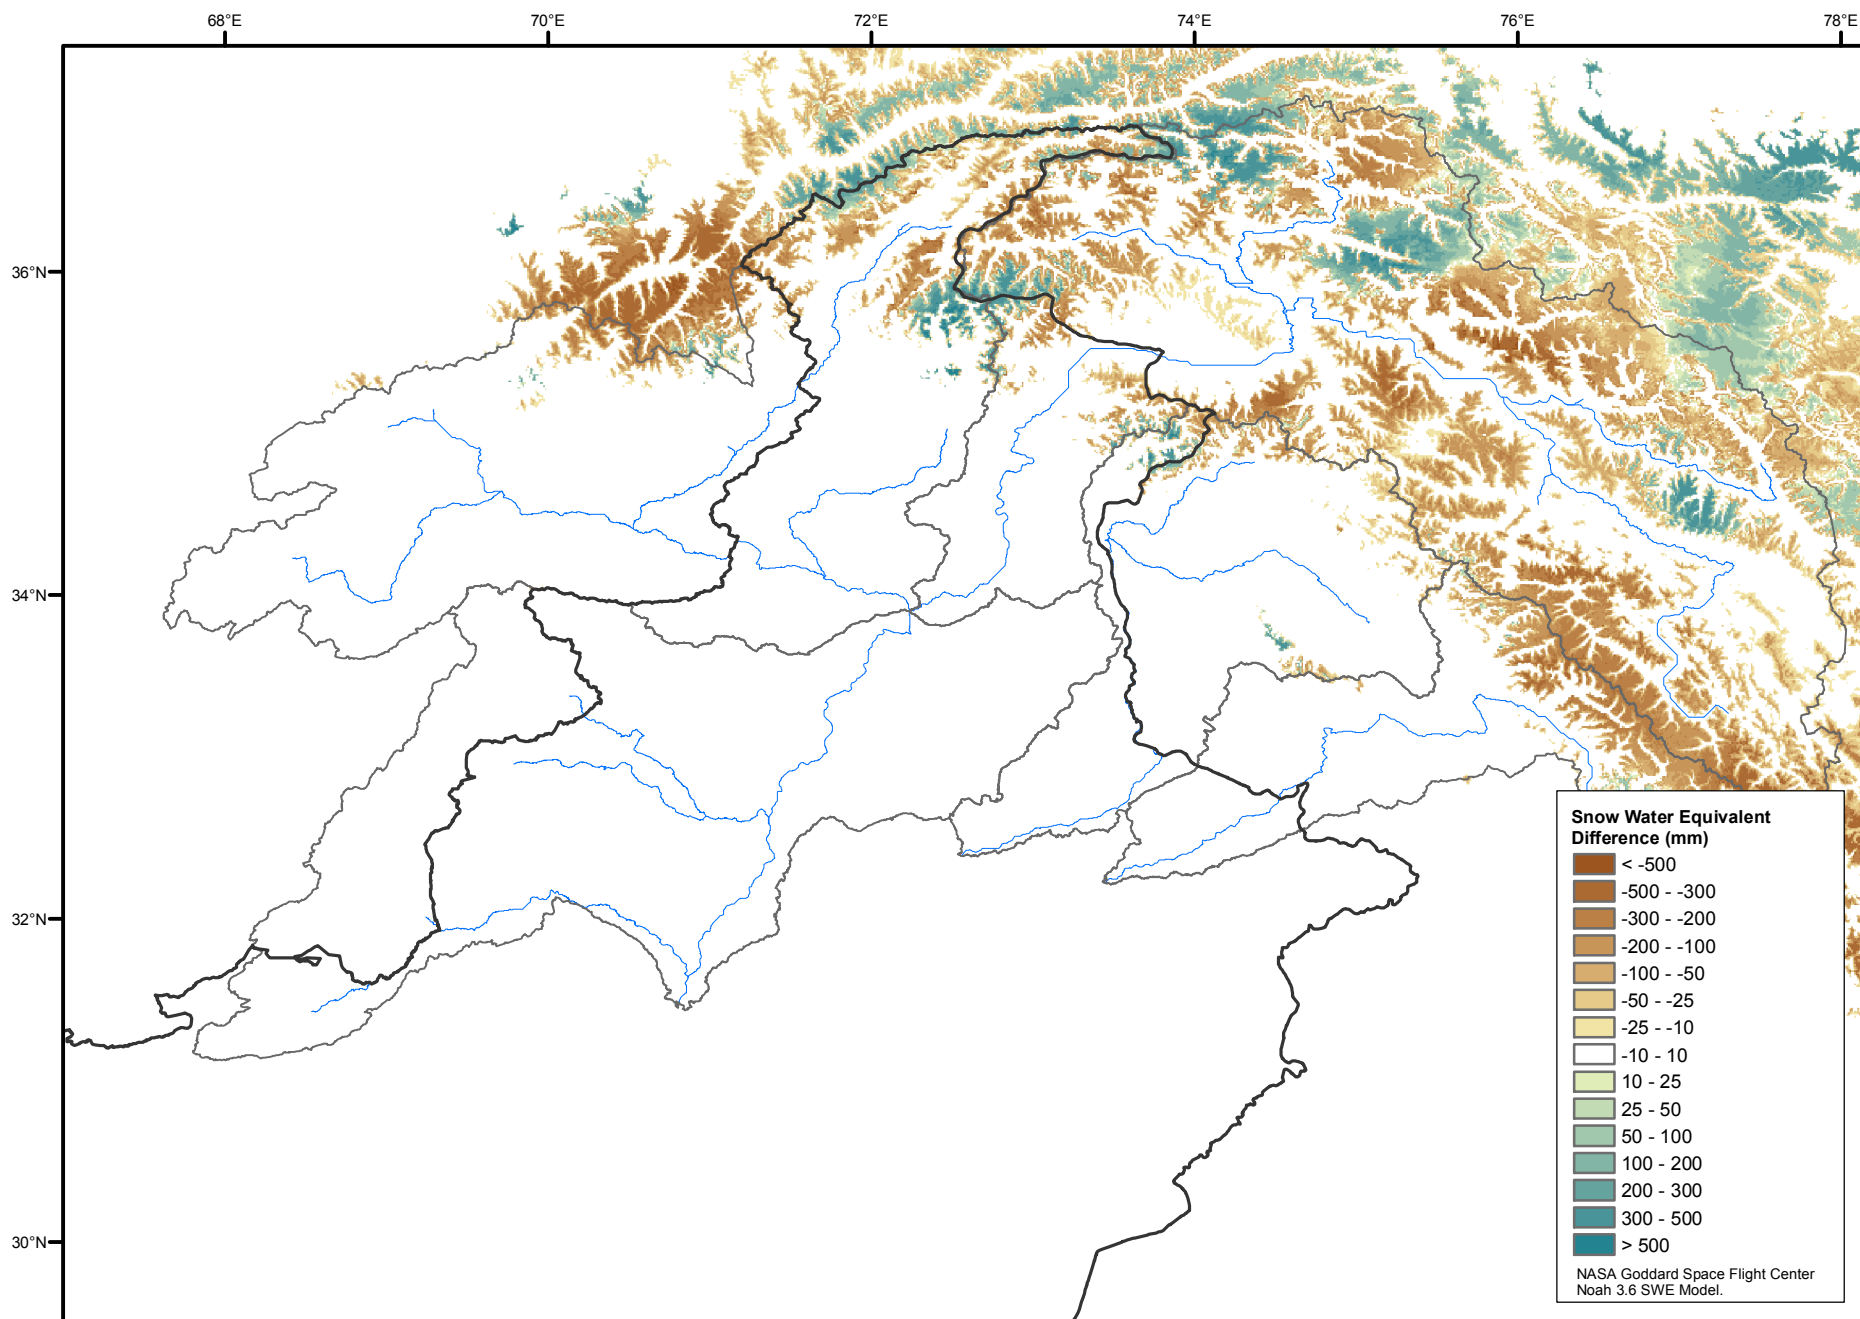 68°E
70°E
72°E
74°E
76°E
78°E
36°N
34°N
32°N
30°N
Snow Water Equivalent
Difference (mm)
< -500
-500 - -300
-300 - -200
-200 - -100
-100 - -50
-50 - -25
-25 - -10
-10 - 10
10 - 25
25 - 50
50 - 100
100 - 200
200 - 300
300 - 500
> 500
NASA Goddard Space Flight Center
Noah 3.6 SWE Model.